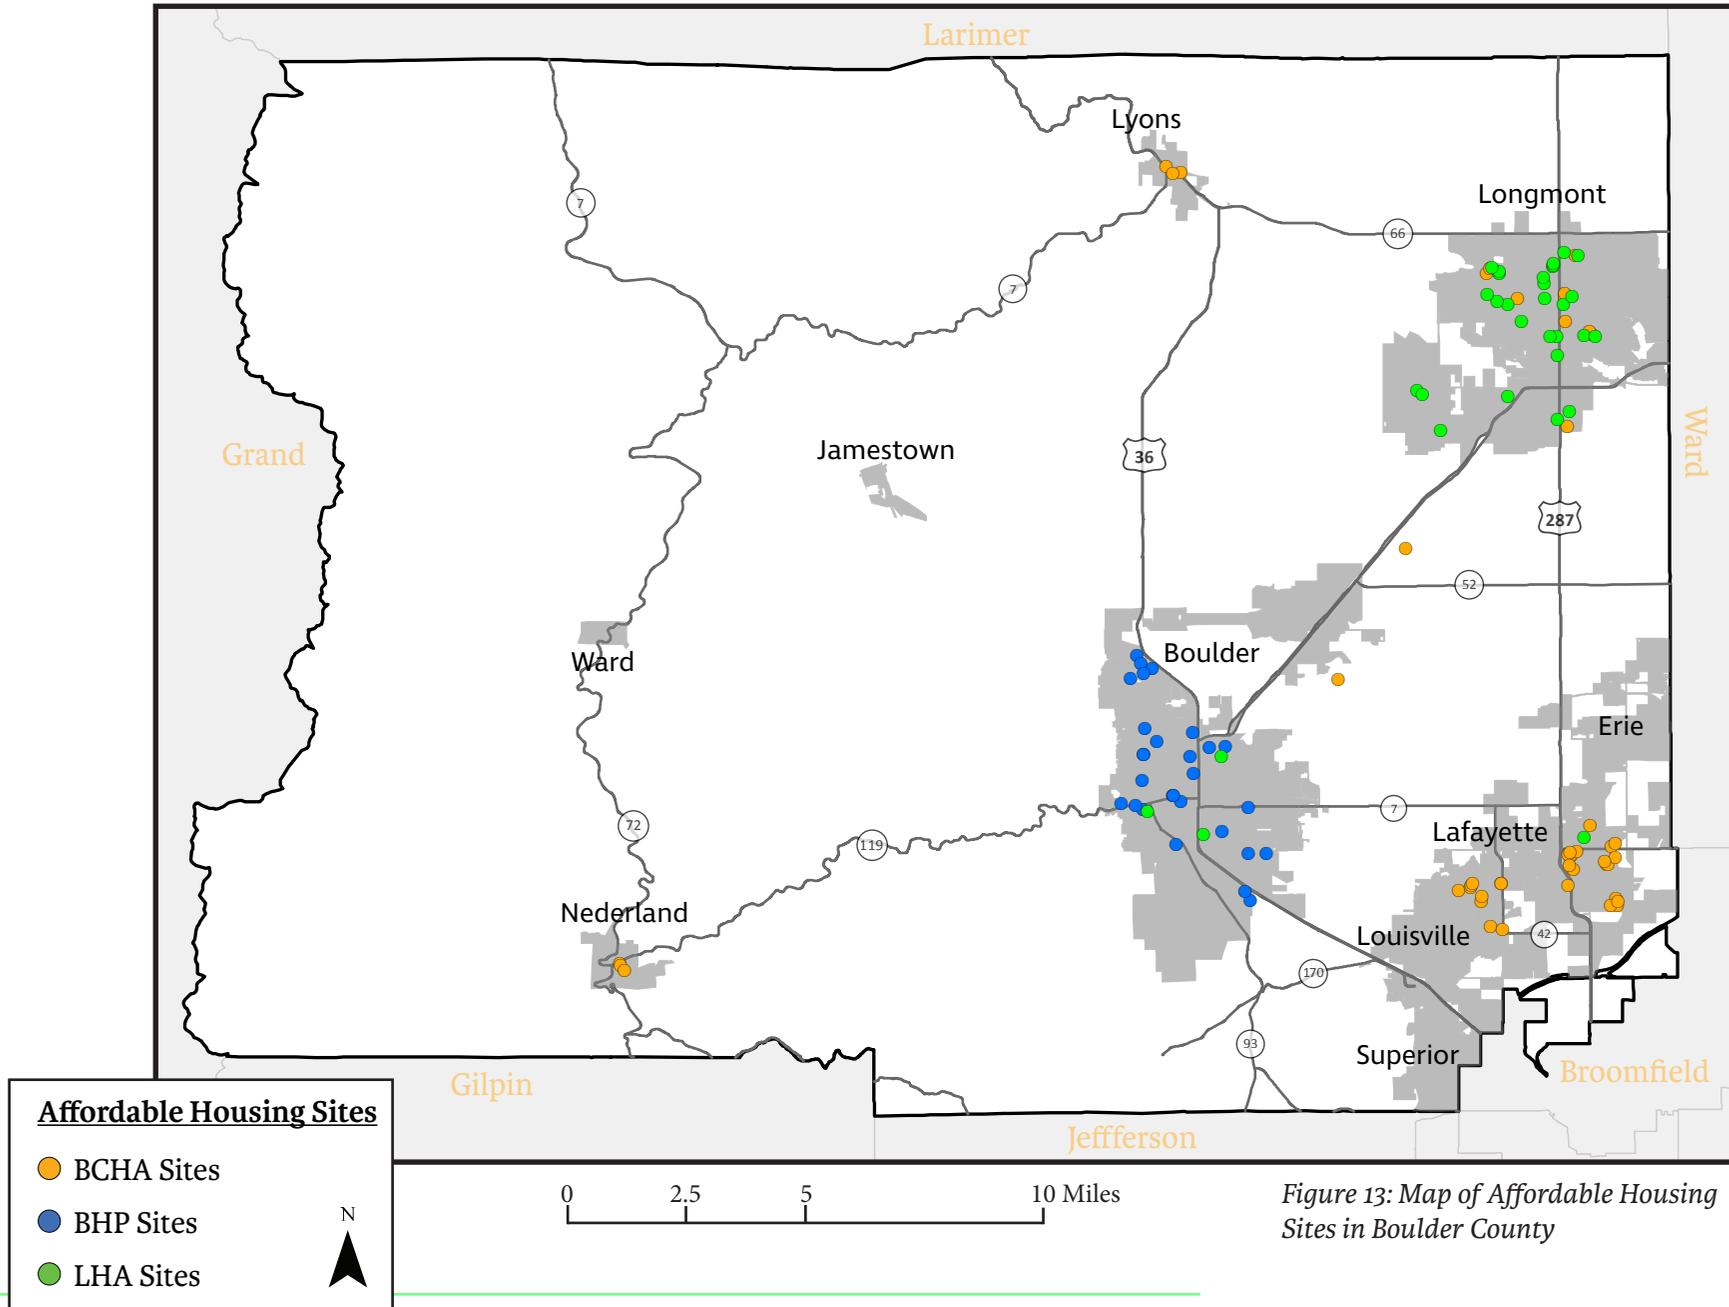 Larimer
Lyons
Longmont
7
66
7
Grand
Jamestown
36
Ward
287
52
Ward
Boulder
Erie
72
119
7
Lafayette
Nederland
Louisville
42
170
93
Superior
Gilpin
Broomfield
Jeffferson
Affordable Housing Sites
BCHA Sites
BHP Sites
LHA Sites
N
0 2.5 5 10 Miles
Figure 13: Map of Affordable Housing
Sites in Boulder County